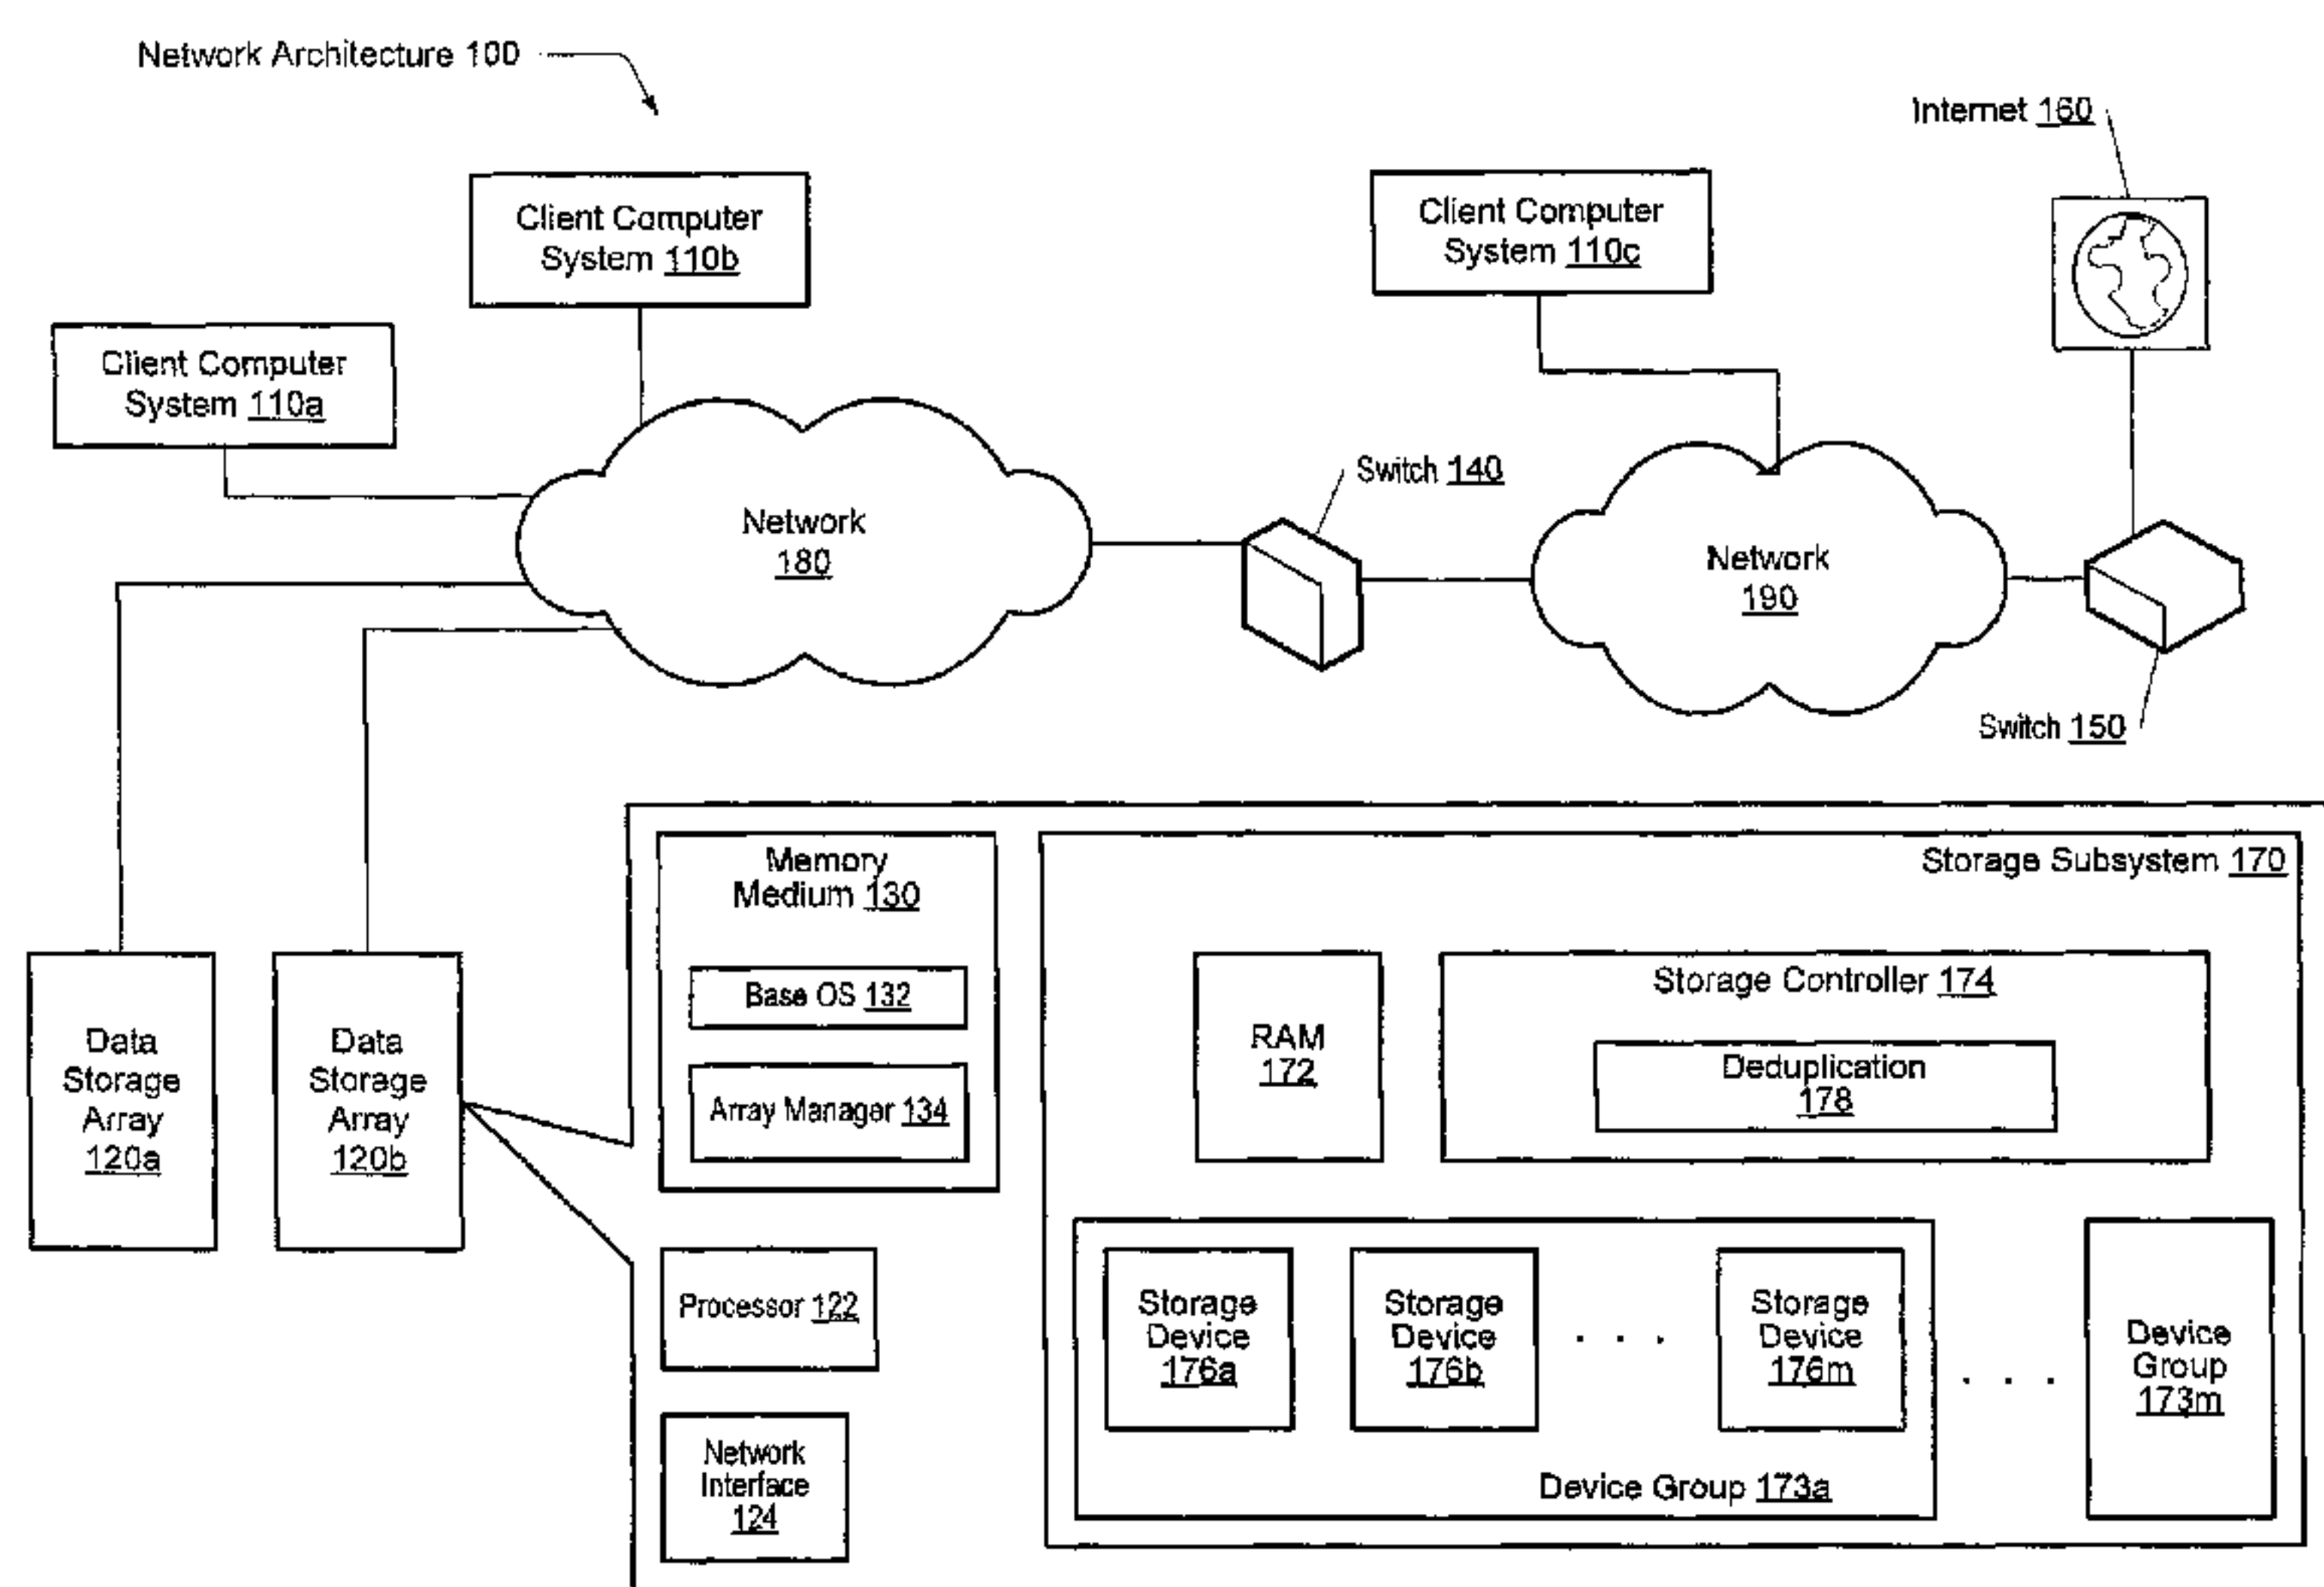 Network Architecture 100
Internet 160
Client Computer
System 110b
Client Computer
System 110c
Client Computer
System 110a
Switch 140
Network
180
Network
190
Switch 150
Memory
Medium 130
Storage Subsystem 170
Base OS 132
Storage Controller 174
Data
Storage
Array
120a
Data
Storage
Array
120b
Array Manager 134
RAM
172
Deduplication
178
Processor 122
Storage
Device
176a
Storage
Device
176b
. . .
Storage
Device
176m
. . .
Device
Group
173m
Network
Interface
124
Device Group 173a